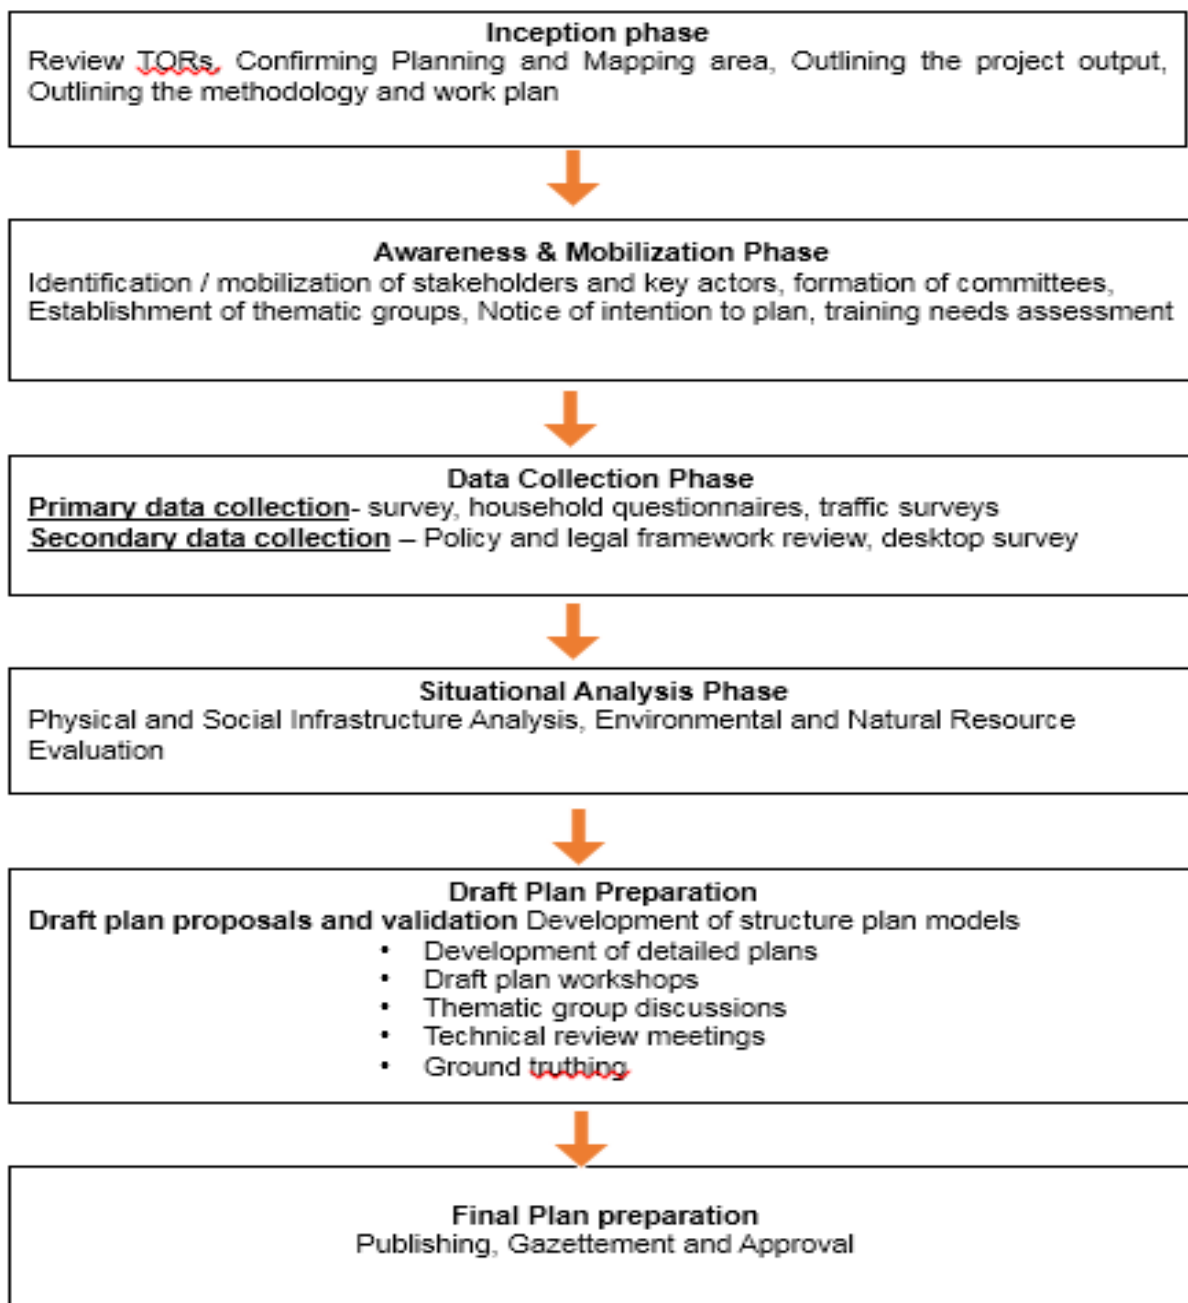 Inception phase
Review TORs, Confirming Planning and Mapping area, Outlining the project output,
Outlining the methodology and work plan
Awareness & Mobilization Phase
Identification / mobilization of stakeholders and key actors, formation of committees,
Establishment of thematic groups, Notice of intention to plan, training needs assessment
Data Collection Phase
Primary data collection- survey, household questionnaires, traffic surveys
Secondary data collection – Policy and legal framework review, desktop survey
Situational Analysis Phase
Physical and Social Infrastructure Analysis, Environmental and Natural Resource
Evaluation
Draft Plan Preparation
Draft plan proposals and validation Development of structure plan models
• Development of detailed plans
• Draft plan workshops
• Thematic group discussions
• Technical review meetings
• Ground truthing
Final Plan preparation
Publishing, Gazettement and Approval